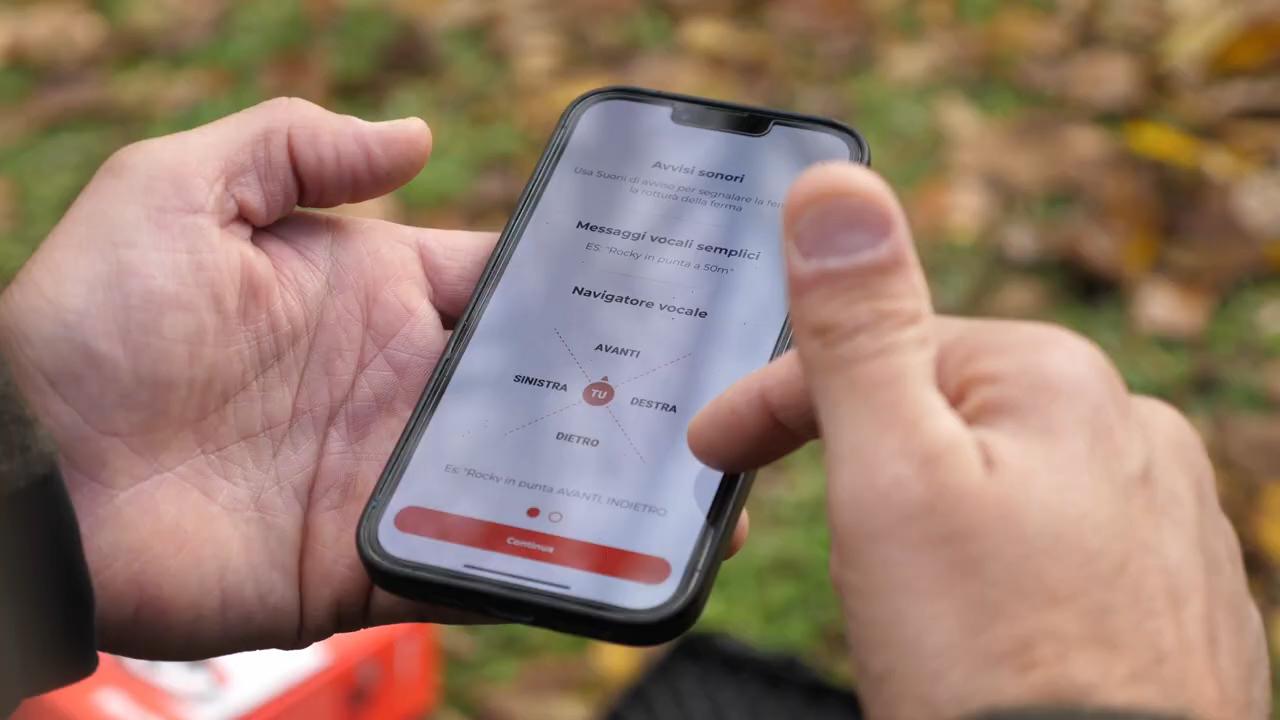 Avvisi sonori
Usa Suoni di avviso per segnalare la
la rottura della ferma
Messaggi vocali semplici
ES: "Rocky in punta a 50m"
Navigatore vocale
AVANTI
SINISTRA
TU
DESTRA
DIETRO
Es: "Rocky in punta AVANTI, INDIETRO
Continua